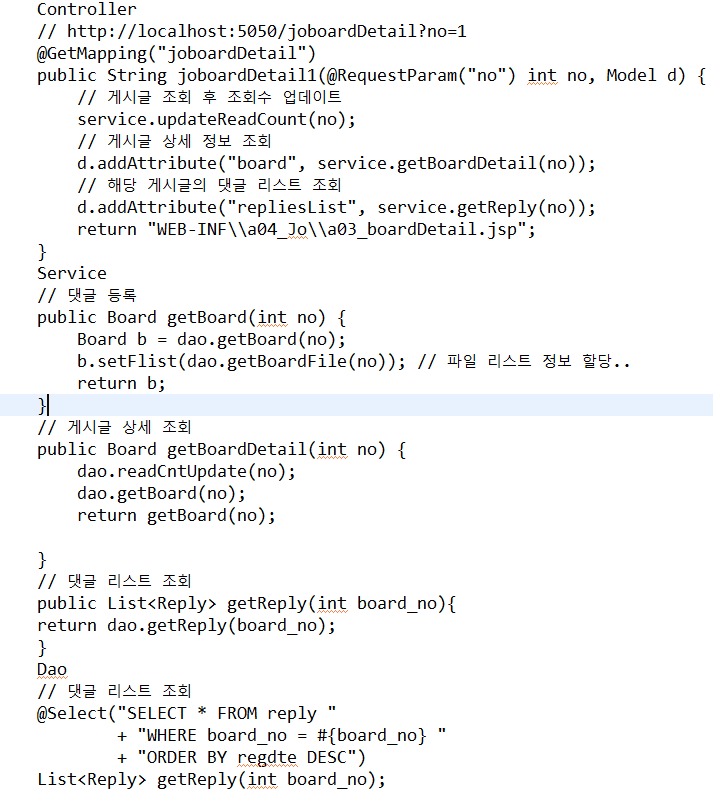 Controller
// http://localhost:5050/joboardDetail?no=1
@GetMapping("joboardDetail")
public String joboardDetail1(@RequestParam("no") int no, Model d) {
    // 게시글 조회 후 조회수 업데이트
    service.updateReadCount(no);
    // 게시글 상세 정보 조회
    d.addAttribute("board", service.getBoardDetail(no));
    // 해당 게시글의 댓글 리스트 조회
    d.addAttribute("repliesList", service.getReply(no));
    return "WEB-INF\\a04_Jo\\a03_boardDetail.jsp";
}
Service
// 댓글 등록
public Board getBoard(int no) {
    Board b = dao.getBoard(no);
    b.setFlist(dao.getBoardFile(no)); // 파일 리스트 정보 할당..
    return b;
}
// 게시글 상세 조회
public Board getBoardDetail(int no) {
    dao.readCntUpdate(no);
    dao.getBoard(no);
    return getBoard(no);
}
// 댓글 리스트 조회
public List<Reply> getReply(int board_no){
return dao.getReply(board_no);
}
Dao
// 댓글 리스트 조회
@Select("SELECT * FROM reply "
        + "WHERE board_no = #{board_no} "
        + "ORDER BY regdte DESC")
List<Reply> getReply(int board_no);